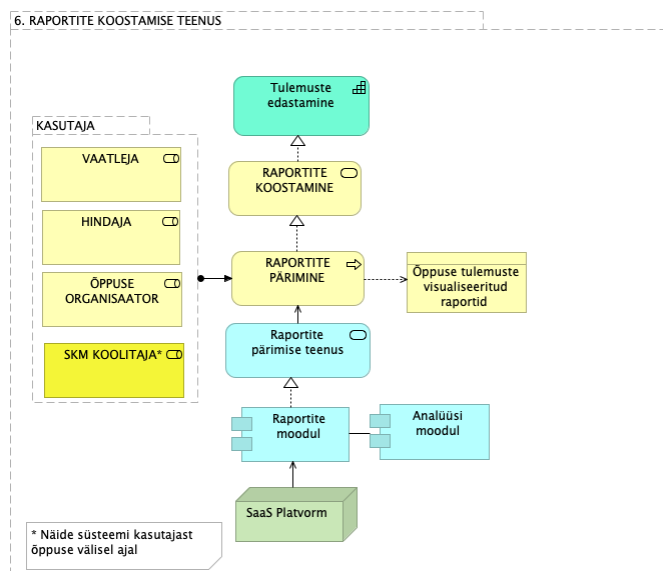 6. RAPORTITE KOOSTAMISE TEENUS
Tulemuste
edastamine
KASUTAJA
VAATLEJA
HINDAJA
ÕPPUSE
ORGANISAATOR
SKM KOOLITAJA*
RAPORTITE
KOOSTAMINE
RAPORTITE
PÄRIMINE
Õppuse tulemuste
visualiseeritud
raportid
Raportite
pärimise teenus
Raportite
moodul
Analüüsi
moodul
SaaS Platvorm
* Näide süsteemi kasutajast
õppuse välisel ajal